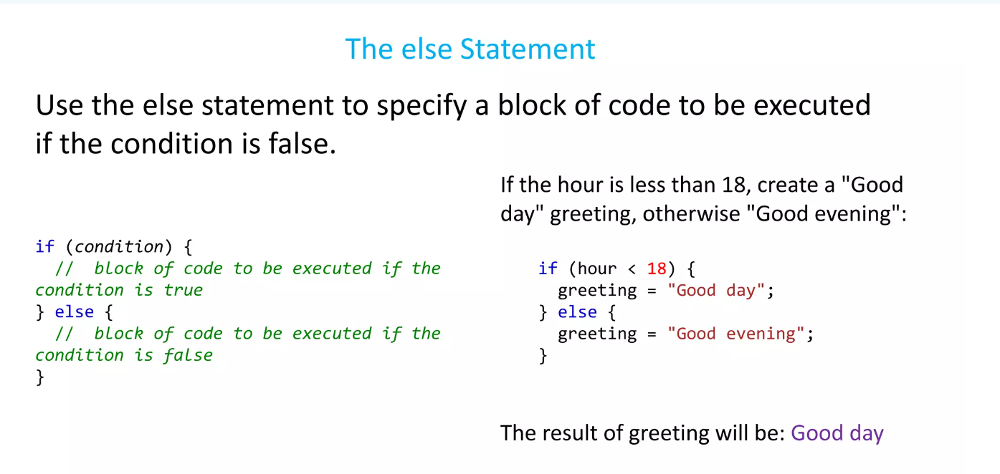 The else Statement
Use the else statement to specify a block of code to be executed
if the condition is false.
if (condition) {
  //  block of code to be executed if the
condition is true
} else {
  //  block of code to be executed if the
condition is false
}
If the hour is less than 18, create a "Good
day" greeting, otherwise "Good evening":
if (hour < 18) {
  greeting = "Good day";
} else {
  greeting = "Good evening";
}
The result of greeting will be: Good day